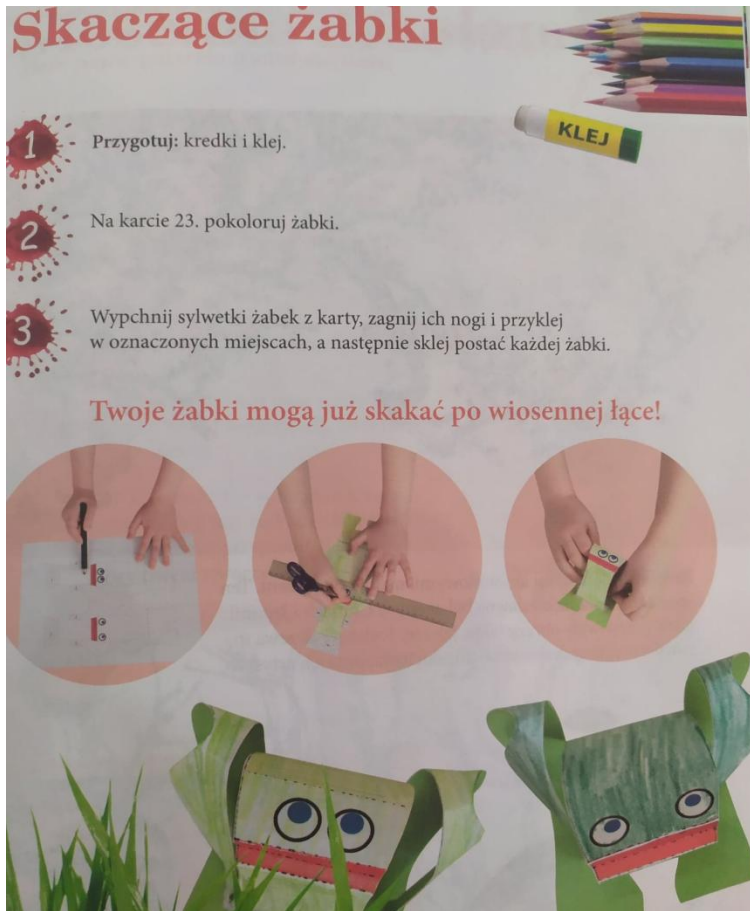 Skaczące żabki
KLEJ
1
Przygotuj: kredki i klej.
2
Na karcie 23. pokoloruj żabki.
3
Wypchnij sylwetki żabek z karty, zagnij ich nogi i przyklej
w oznaczonych miejscach, a następnie sklej postać każdej żabki.
Twoje żabki mogą już skakać po wiosennej łące!